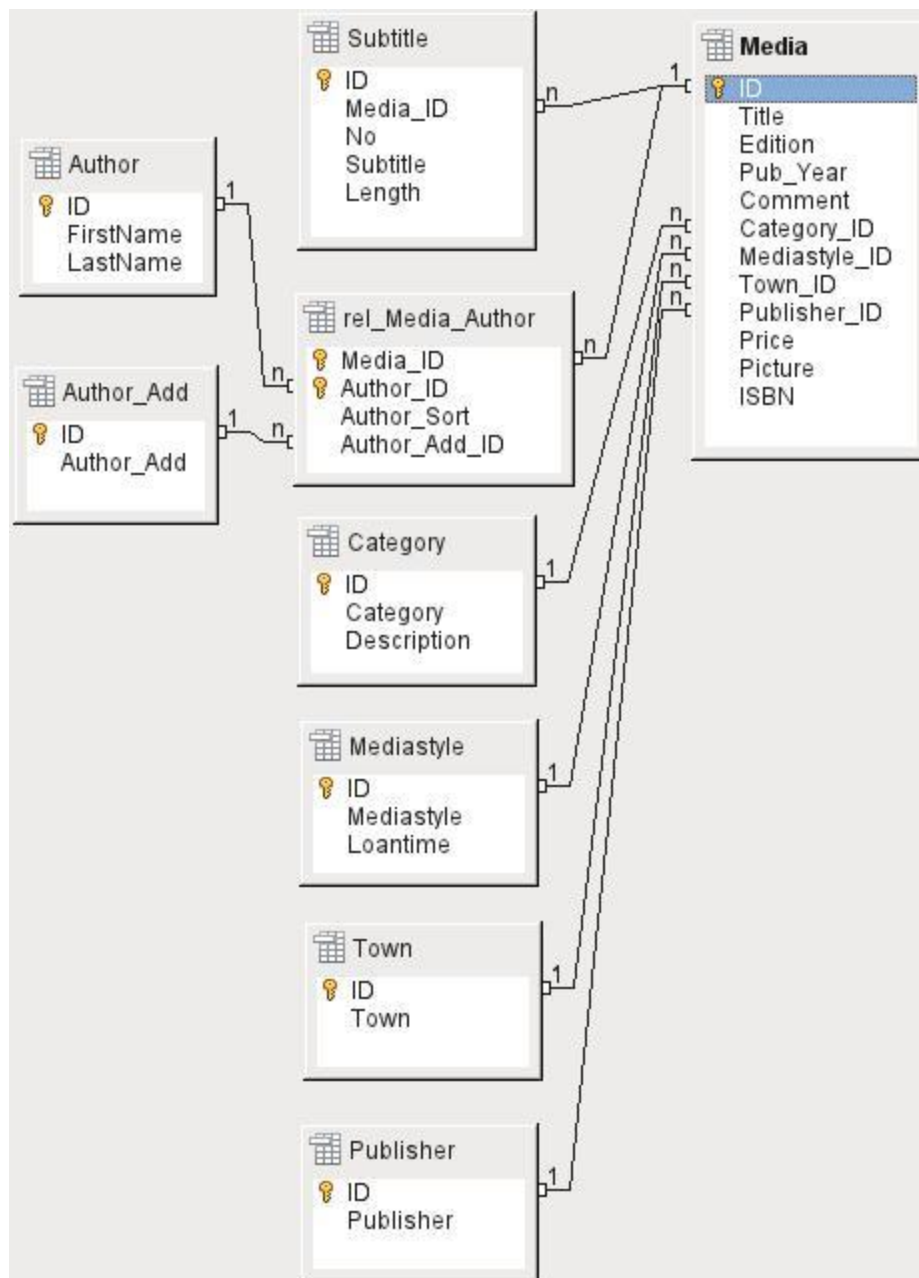 Subtitle
ID
Media_ID
No
Subtitle
Length
n
1
Media
ID
Title
Edition
Pub_Year
Comment
Category_ID
Mediastyle_ID
Town_ID
Publisher_ID
Price
Picture
ISBN
n
n
n
n
Author
ID
FirstName
LastName
1
n
rel_Media_Author
Media_ID
Author_ID
Author_Sort
Author_Add_ID
n
Author_Add
ID
Author_Add
1
n
Category
ID
Category
Description
1
Mediastyle
ID
Mediastyle
Loantime
1
Town
ID
Town
1
Publisher
ID
Publisher
1